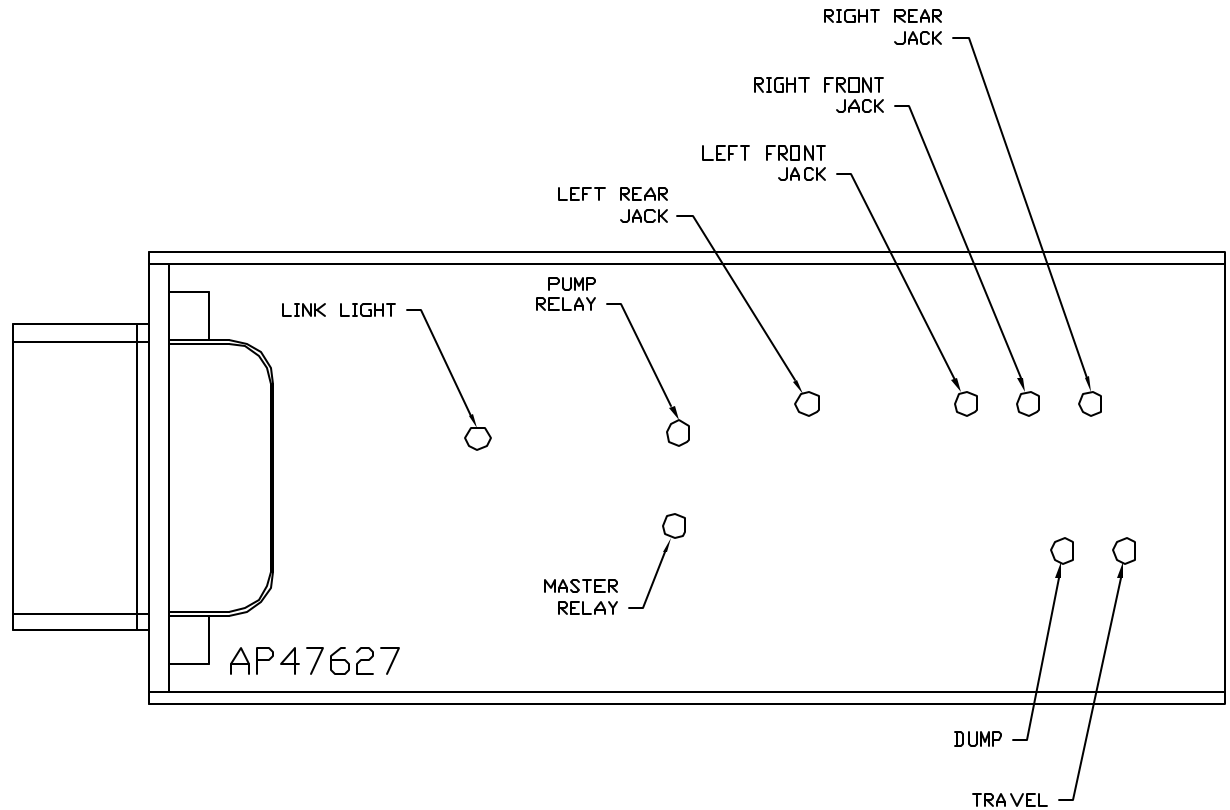 RIGHT REAR
JACK
RIGHT FRONT
JACK
LEFT FRONT
JACK
LEFT REAR
JACK
PUMP
RELAY
LINK LIGHT
MASTER
RELAY
AP47627
DUMP
TRAVEL